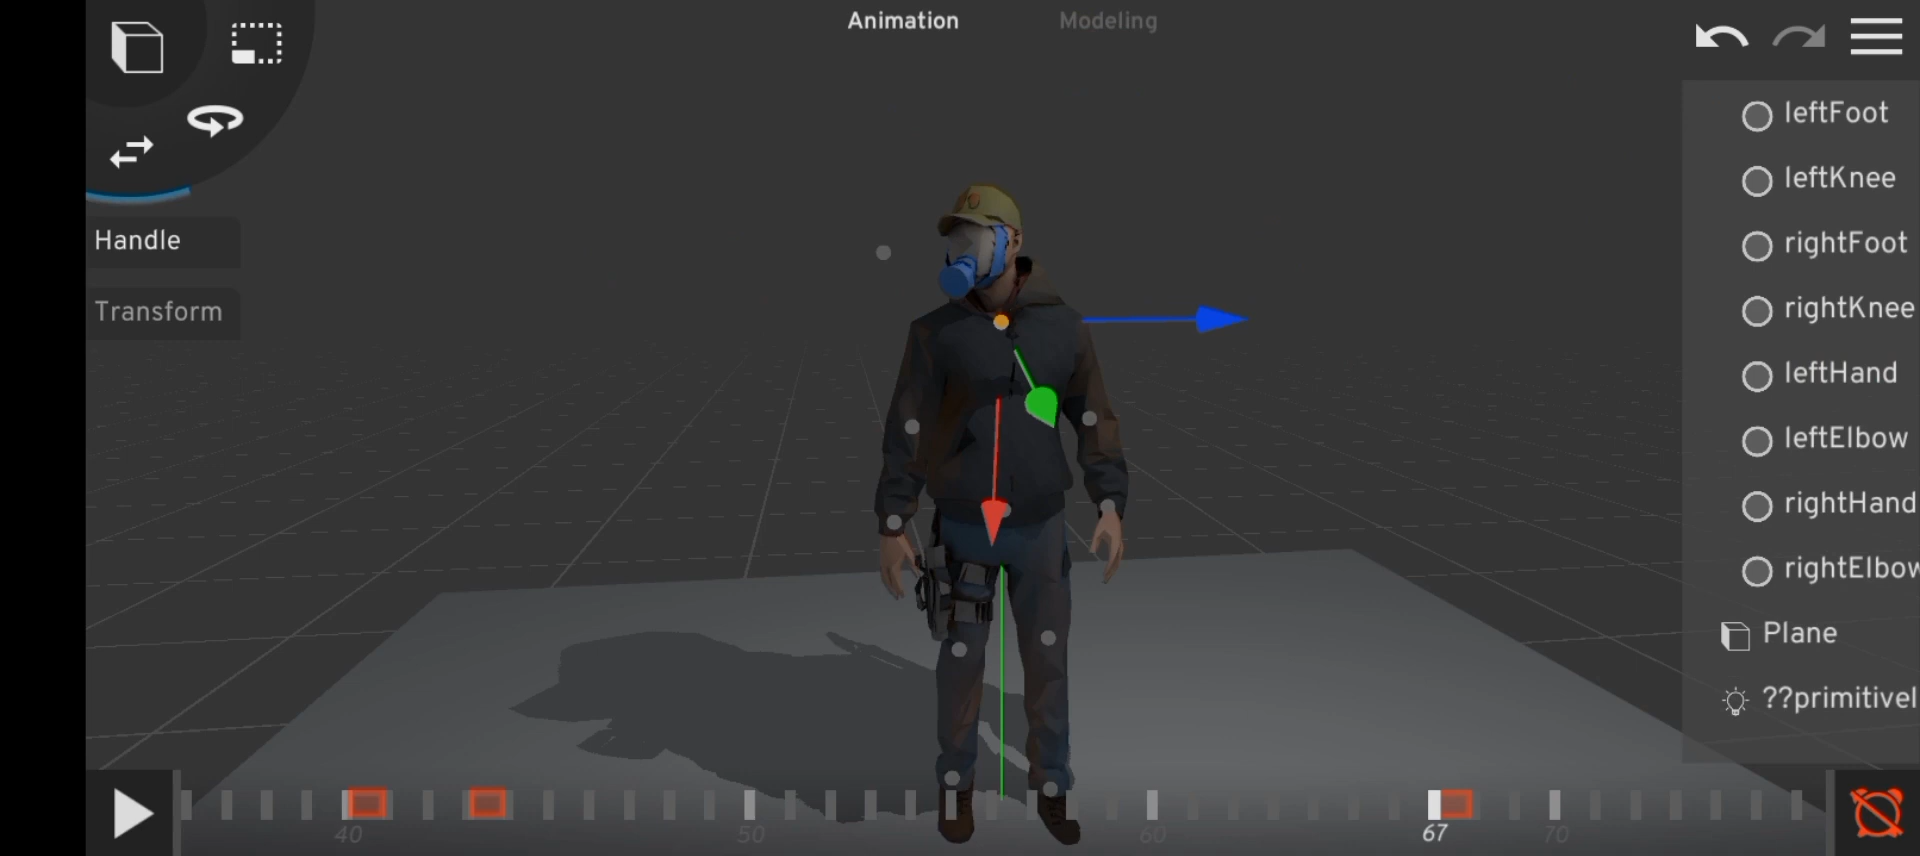 Animation
Modeling
Handle
Transform
leftFoot
leftKnee
rightFoot
rightKnee
leftHand
leftElbow
rightHand
rightElbow
Plane
??primitivel
40
50
60
67
70